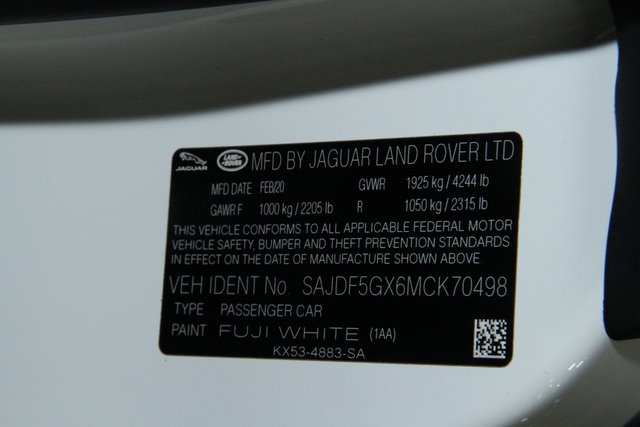 JAGUAR LAND ROVER MFD BY JAGUAR LAND ROVER LTD
MFD DATE FEB/20 GVWR 1925 kg / 4244 lb
GAWR F 1000 kg / 2205 lb R 1050 kg / 2315 lb
THIS VEHICLE CONFORMS TO ALL APPLICABLE FEDERAL MOTOR
VEHICLE SAFETY, BUMPER AND THEFT PREVENTION STANDARDS
IN EFFECT ON THE DATE OF MANUFACTURE SHOWN ABOVE
VEH IDENT No SAJDF5GX6MCK70498
TYPE PASSENGER CAR
PAINT FUJI WHITE (1AA)
KX53-4883-SA